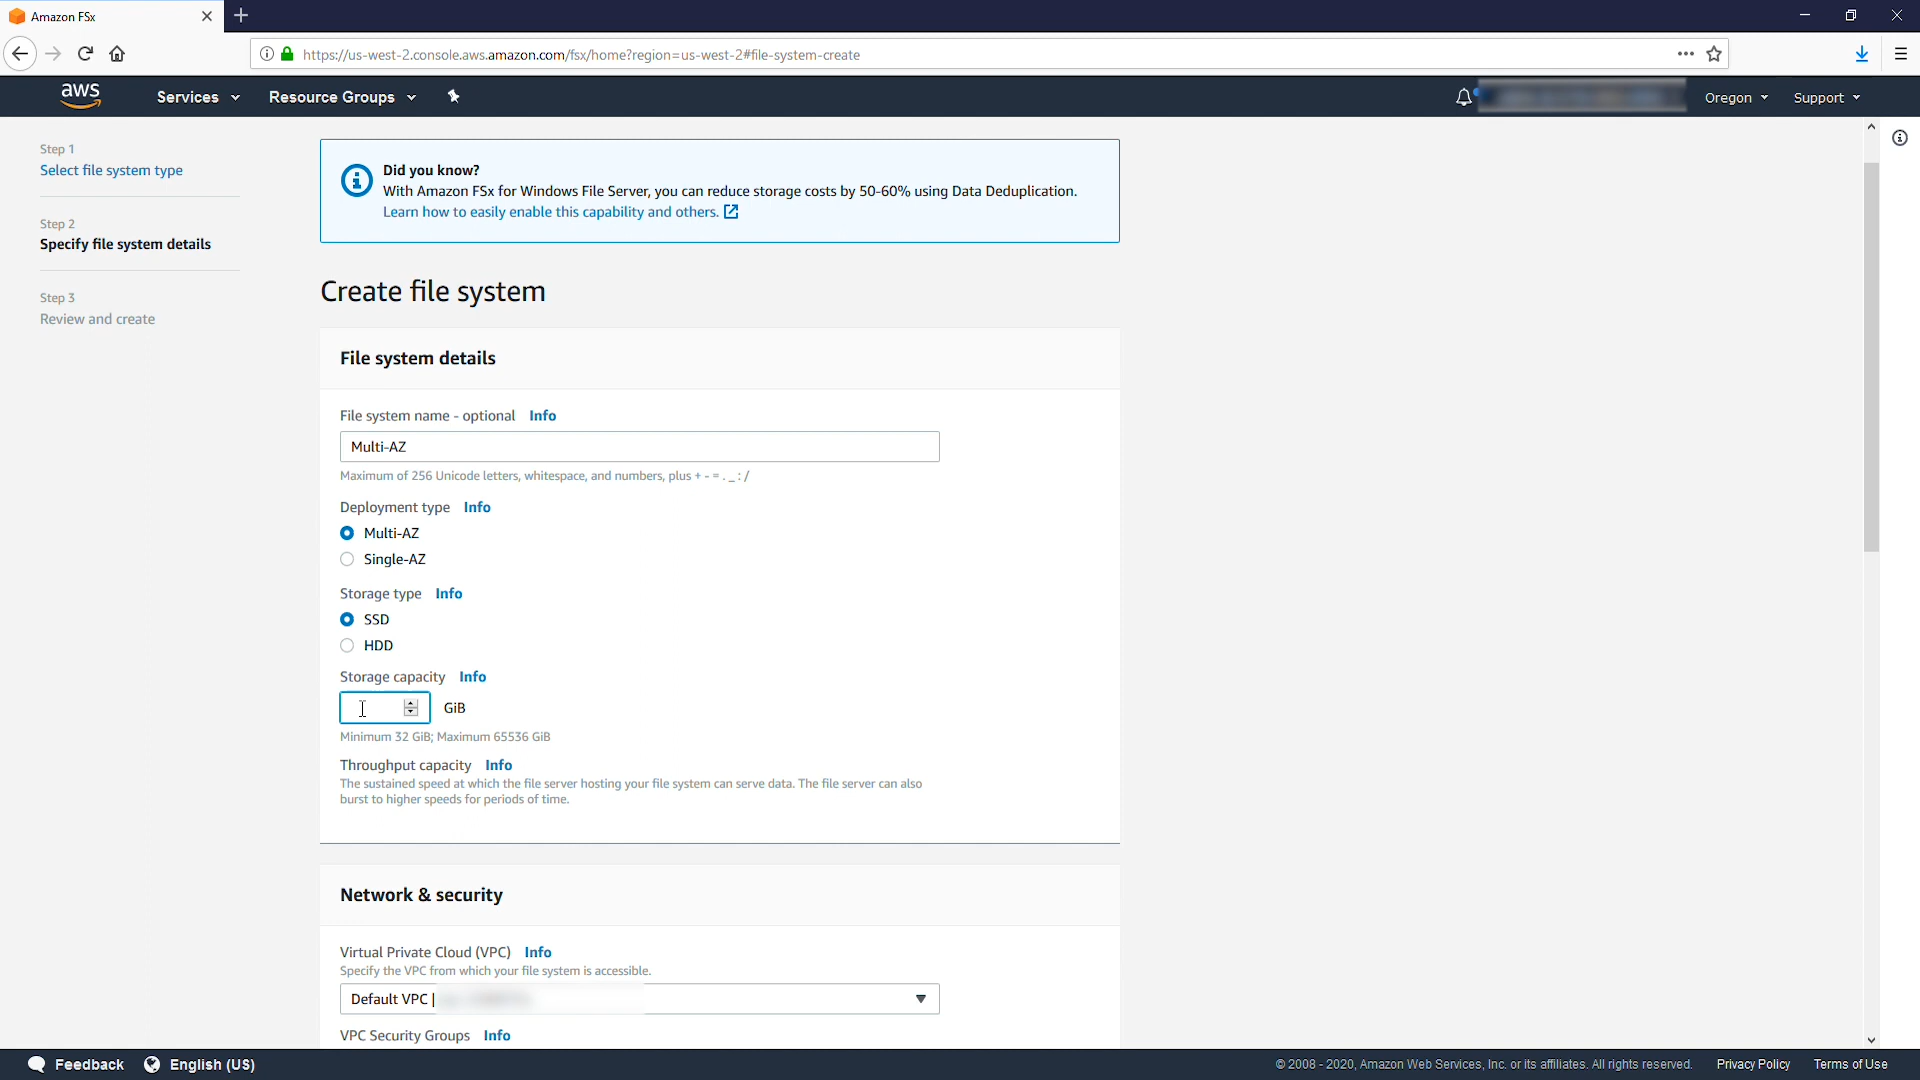 Amazon FSx
https://us-west-2.console.aws.amazon.com/fsx/home?region=us-west-2#file-system-create
aws
Services
Resource Groups
Oregon
Support
Step 1
Select file system type
Step 2
Specify file system details
Step 3
Review and create
Did you know?
With Amazon FSx for Windows File Server, you can reduce storage costs by 50-60% using Data Deduplication.
Learn how to easily enable this capability and others.
Create file system
File system details
File system name - optional Info
Multi-AZ
Maximum of 256 Unicode letters, whitespace, and numbers, plus + - = . _ : /
Deployment type Info
Multi-AZ
Single-AZ
Storage type Info
SSD
HDD
Storage capacity Info
GiB
Minimum 32 GiB; Maximum 65536 GiB
Throughput capacity Info
The sustained speed at which the file server hosting your file system can serve data. The file server can also
burst to higher speeds for periods of time.
Network & security
Virtual Private Cloud (VPC) Info
Specify the VPC from which your file system is accessible.
Default VPC |
VPC Security Groups Info
Feedback
English (US)
© 2008 - 2020, Amazon Web Services, Inc. or its affiliates. All rights reserved.
Privacy Policy
Terms of Use